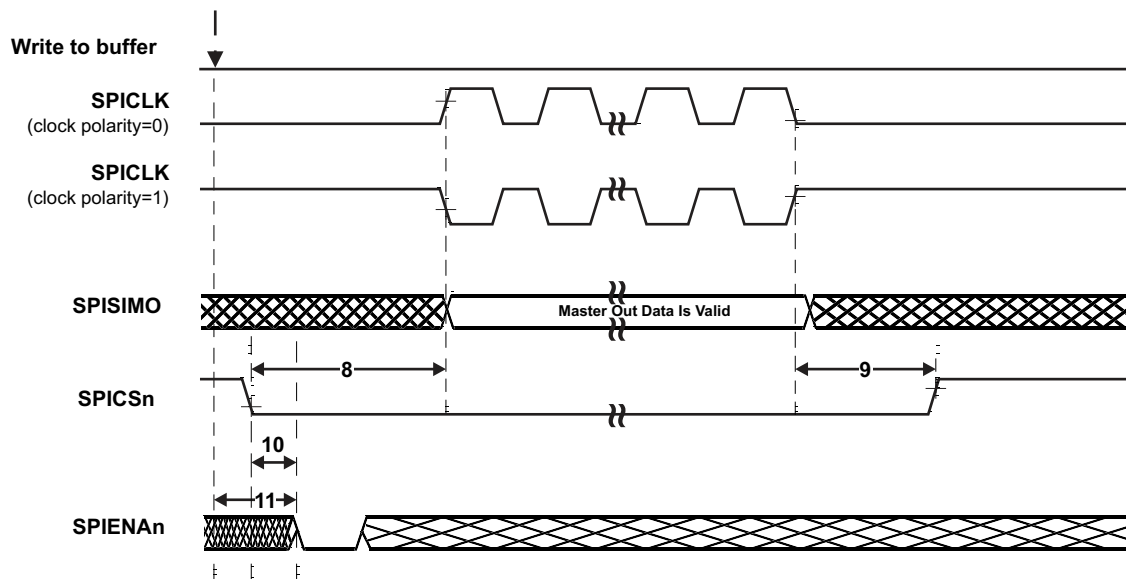 Write to buffer
SPICLK
(clock polarity=0)
SPICLK
(clock polarity=1)
SPISIMO
Master Out Data Is Valid
8
9
SPICSn
10
11
SPIENAn